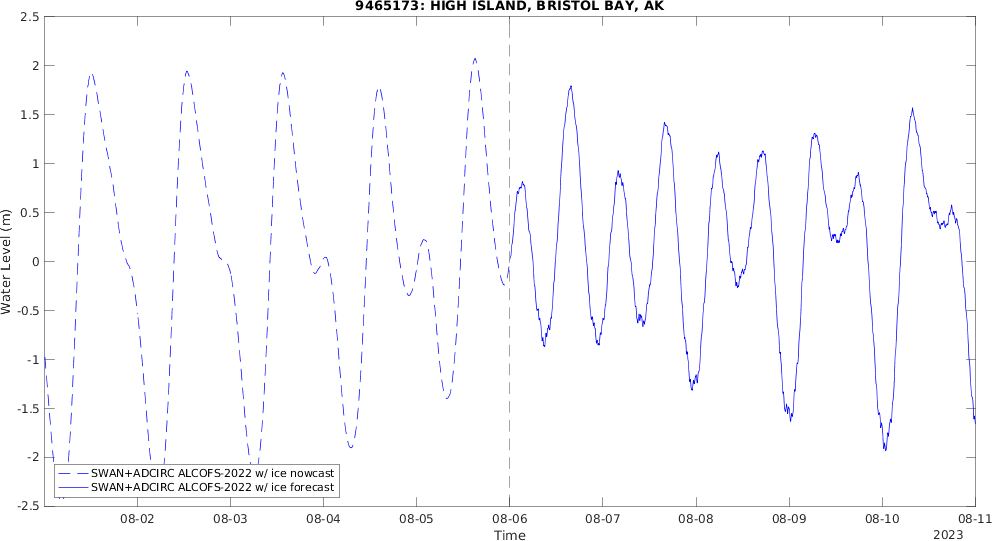 9465173: HIGH ISLAND, BRISTOL BAY, AK
2.5
2
1.5
1
0.5
0
-0.5
-1
-1.5
-2
-2.5
Water Level (m)
SWAN+ADCIRC ALCOFS-2022 w/ ice nowcast
SWAN+ADCIRC ALCOFS-2022 w/ ice forecast
08-02 08-03 08-04 08-05 08-06 08-07 08-08 08-09 08-10 08-11
Time
2023